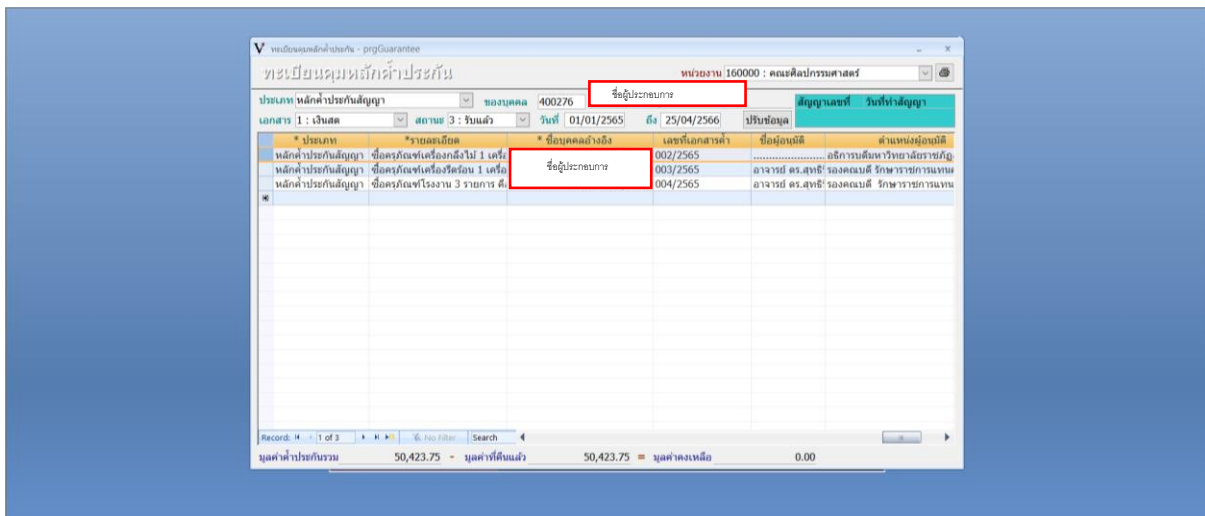 ทะเบียนคุมหลักค้ำประกัน - prgGuarantee
ทะเบียนคุมหลักค้ำประกัน หน่วยงาน 160000 : คณะศิลปกรรมศาสตร์
ประเภท หลักค้ำประกันสัญญา ของบุคคล 400276 ชื่อผู้ประกอบการ สัญญาเลขที่ วันที่ทำสัญญา
เอกสาร 1 : เงินสด สถานะ 3 : รับแล้ว วันที่ 01/01/2565 ถึง 25/04/2566 ปรับข้อมูล
* ประเภท *รายละเอียด * ชื่อบุคคลอ้างอิง เลขที่เอกสารค้ำ ชื่อผู้อนุมัติ ตำแหน่งผู้อนุมัติ
หลักค้ำประกันสัญญา ซื้อครุภัณฑ์เครื่องกลึงไม้ 1 เครื่อ 002/2565 ........................ อธิการบดีมหาวิทยาลัยราชภัฏ
ชื่อผู้ประกอบการ
หลักค้ำประกันสัญญา ซื้อครุภัณฑ์เครื่องรีดร้อน 1 เครื่อ 003/2565 อาจารย์ ดร.สุทธิ รองคณบดี รักษาราชการแทน
หลักค้ำประกันสัญญา ซื้อครุภัณฑ์โรงงาน 3 รายการ 004/2565 อาจารย์ ดร.สุทธิ รองคณบดี รักษาราชการแทน
Record: 1 of 3 No Filter Search
มูลค่าค้ำประกันรวม 50,423.75 - มูลค่าที่คืนแล้ว 50,423.75 = มูลค่าคงเหลือ 0.00